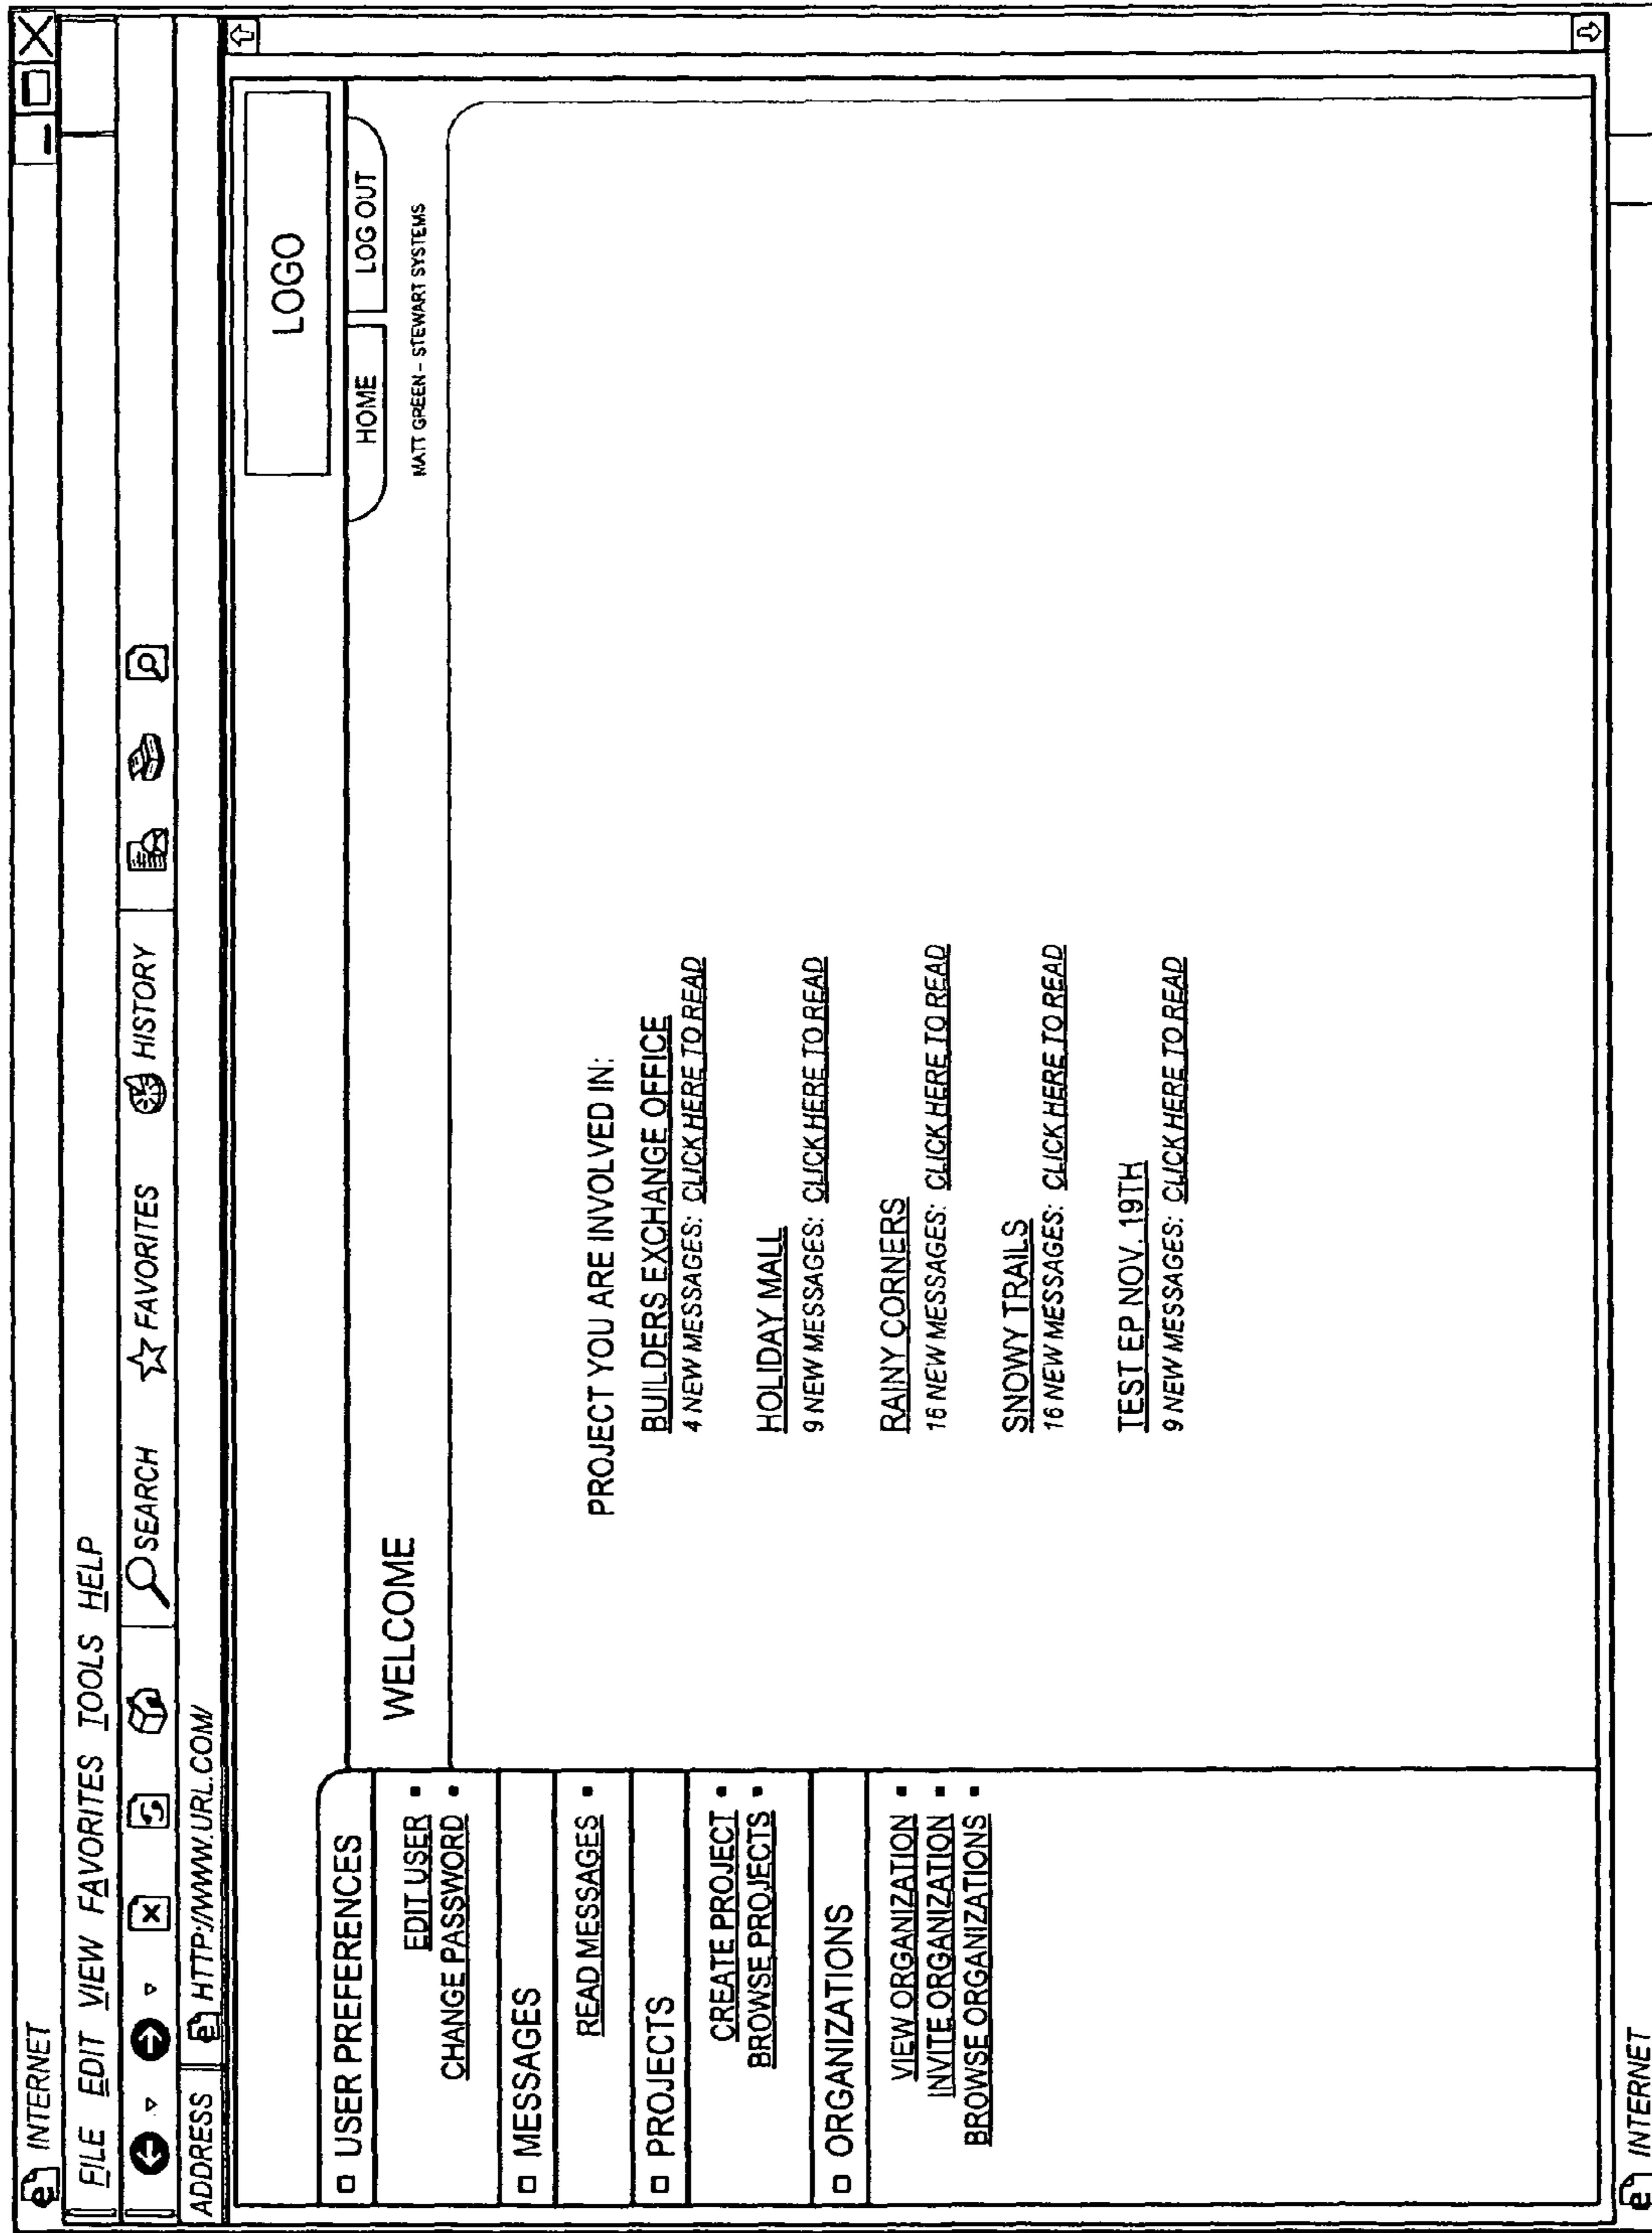 INTERNET
FILE EDIT VIEW FAVORITES TOOLS HELP
SEARCH FAVORITES HISTORY
ADDRESS HTTP://WWW.URL.COM/
LOGO
HOME LOG OUT
WELCOME
MATT GREEN – STEWART SYSTEMS
USER PREFERENCES
EDIT USER
CHANGE PASSWORD
MESSAGES
READ MESSAGES
PROJECTS
CREATE PROJECT
BROWSE PROJECTS
ORGANIZATIONS
VIEW ORGANIZATION
INVITE ORGANIZATION
BROWSE ORGANIZATIONS
PROJECT YOU ARE INVOLVED IN:
BUILDERS EXCHANGE OFFICE
4 NEW MESSAGES: CLICK HERE TO READ
HOLIDAY MALL
9 NEW MESSAGES: CLICK HERE TO READ
RAINY CORNERS
16 NEW MESSAGES: CLICK HERE TO READ
SNOWY TRAILS
16 NEW MESSAGES: CLICK HERE TO READ
TEST EP NOV. 19TH
9 NEW MESSAGES: CLICK HERE TO READ
INTERNET